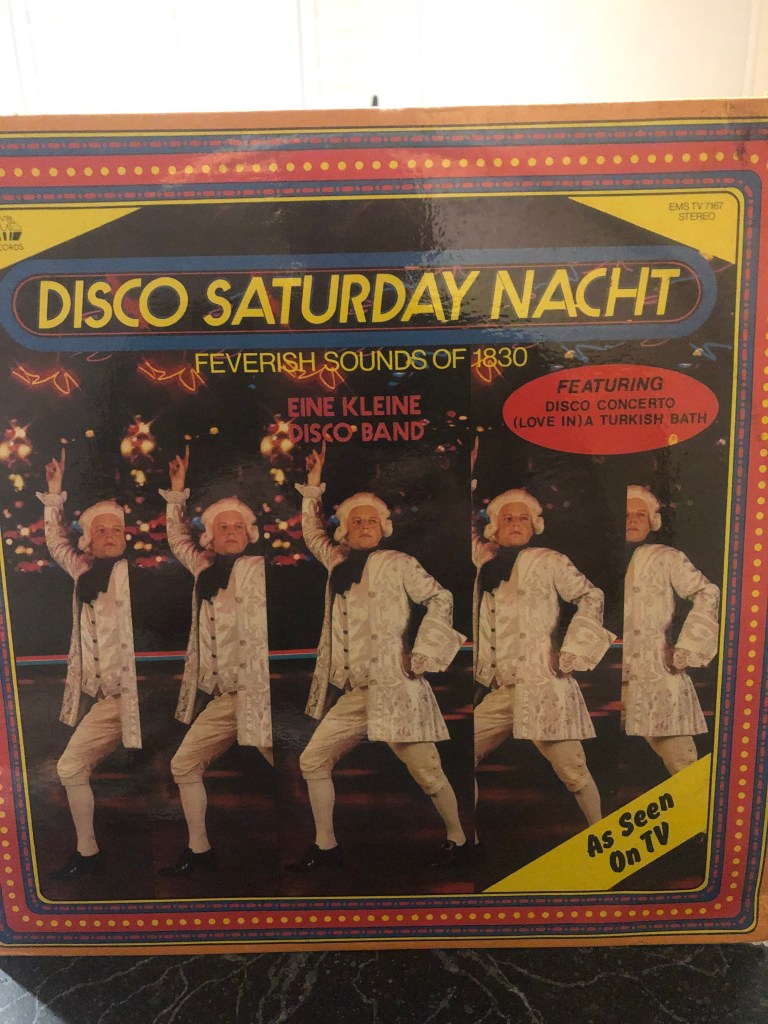 EMS TV 7167
STEREO
DISCO SATURDAY NACHT
FEVERISH SOUNDS OF 1830
EINE KLEINE
DISCO BAND
FEATURING
DISCO CONCERTO
(LOVE IN) A TURKISH BATH
As Seen
On TV